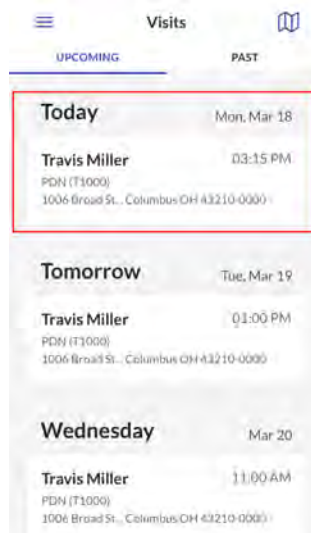 Visits
UPCOMING PAST
Today Mon, Mar 18
Travis Miller 03:15 PM
PDN (T1000)
1006 Broad St., Columbus OH 43210-0000
Tomorrow Tue, Mar 19
Travis Miller 01:00 PM
PDN (T1000)
1006 Broad St., Columbus OH 43210-0000
Wednesday Mar 20
Travis Miller 11:00 AM
PDN (T1000)
1006 Broad St., Columbus OH 43210-0000